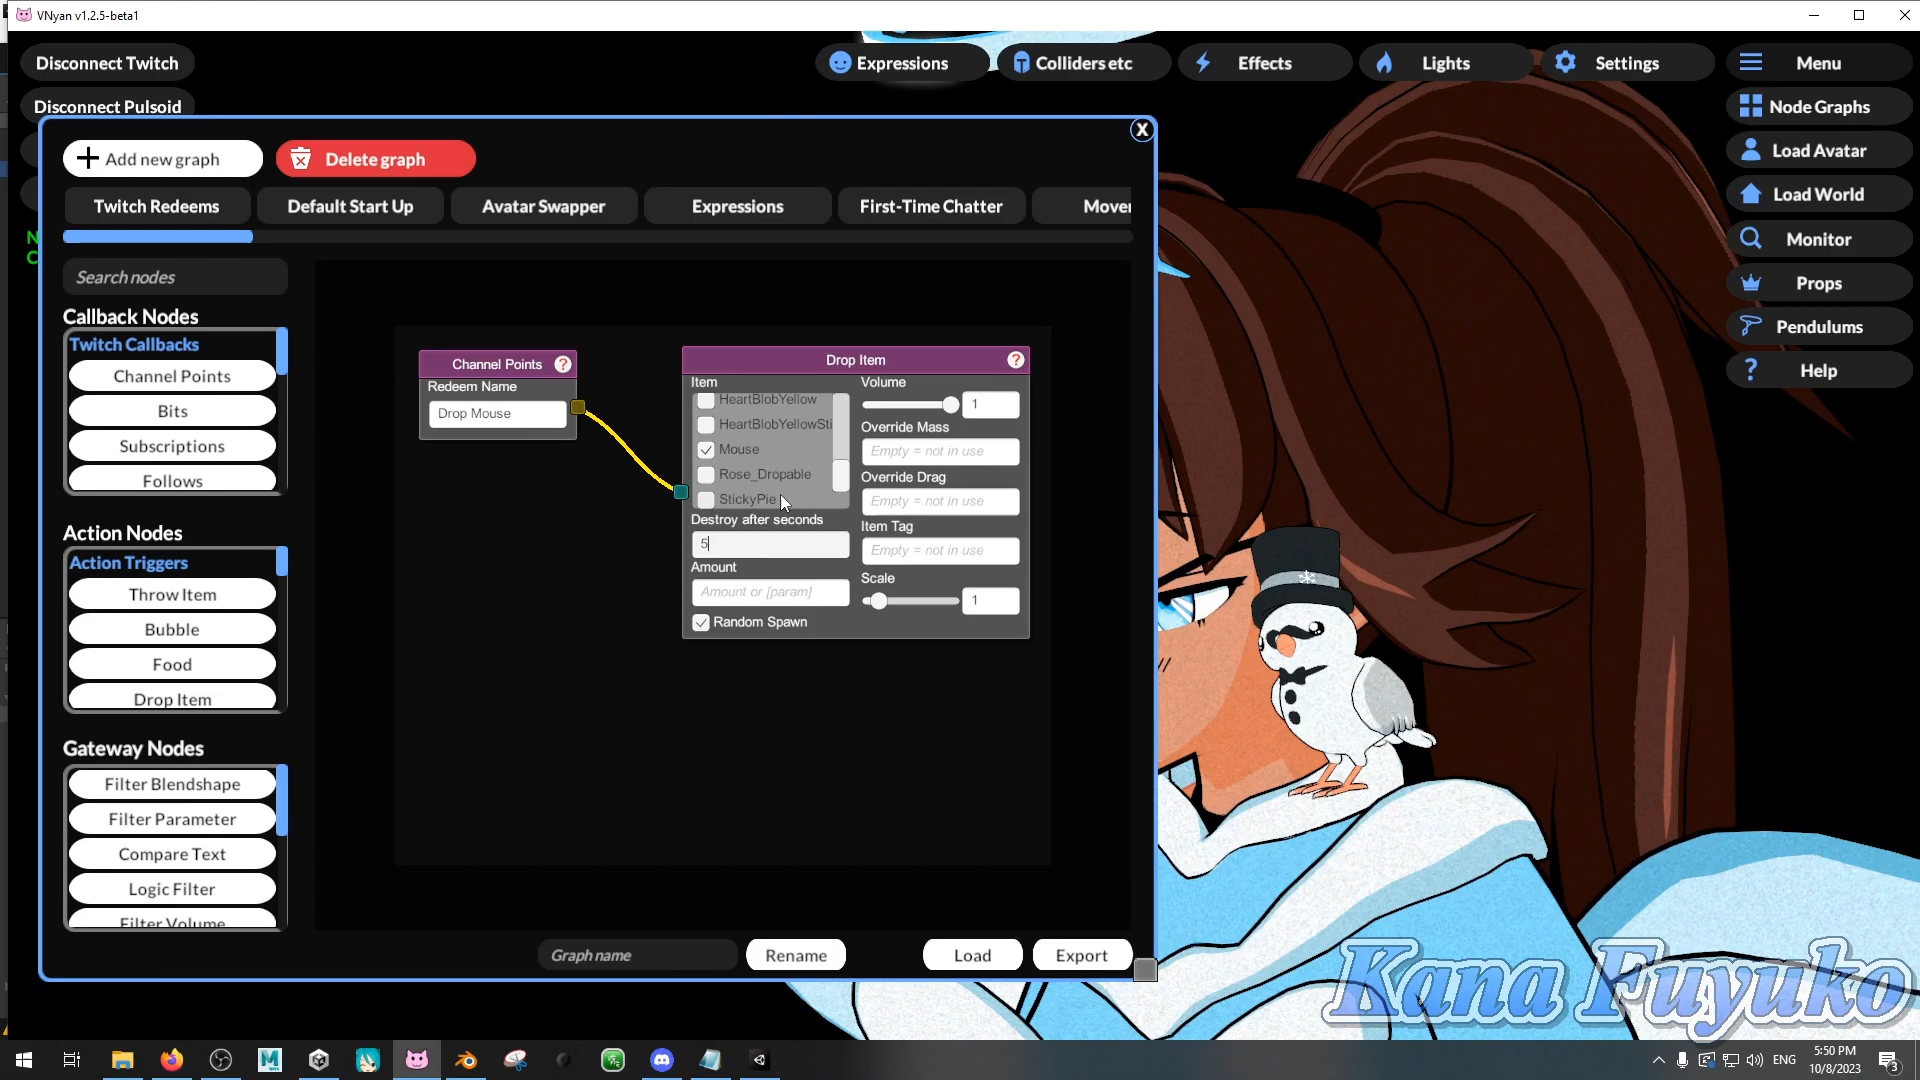 VNyan v1.2.5-beta1
Disconnect Twitch
Expressions
Colliders etc
Effects
Lights
Settings
Menu
Disconnect Pulsoid
Node Graphs
X
Add new graph
Delete graph
Load Avatar
Load World
Twitch Redeems
Default Start Up
Avatar Swapper
Expressions
First-Time Chatter
Mover
N
C
Monitor
Search nodes
Props
Callback Nodes
Twitch Callbacks
Channel Points
Bits
Subscriptions
Follows
Pendulums
Help
Channel Points ?
Redeem Name
Drop Mouse
Drop Item ?
Item
HeartBlobYellow
HeartBlobYellowSti
Mouse
Rose_Dropable
StickyPie
Destroy after seconds
5
Amount
Amount or [param]
Random Spawn
Volume
1
Override Mass
Empty = not in use
Override Drag
Empty = not in use
Item Tag
Empty = not in use
Scale
1
Action Nodes
Action Triggers
Throw Item
Bubble
Food
Drop Item
Gateway Nodes
Filter Blendshape
Filter Parameter
Compare Text
Logic Filter
Filter Volume
Graph name
Rename
Load
Export
Kana Fuyuko
ENG
5:50 PM
10/8/2023
3